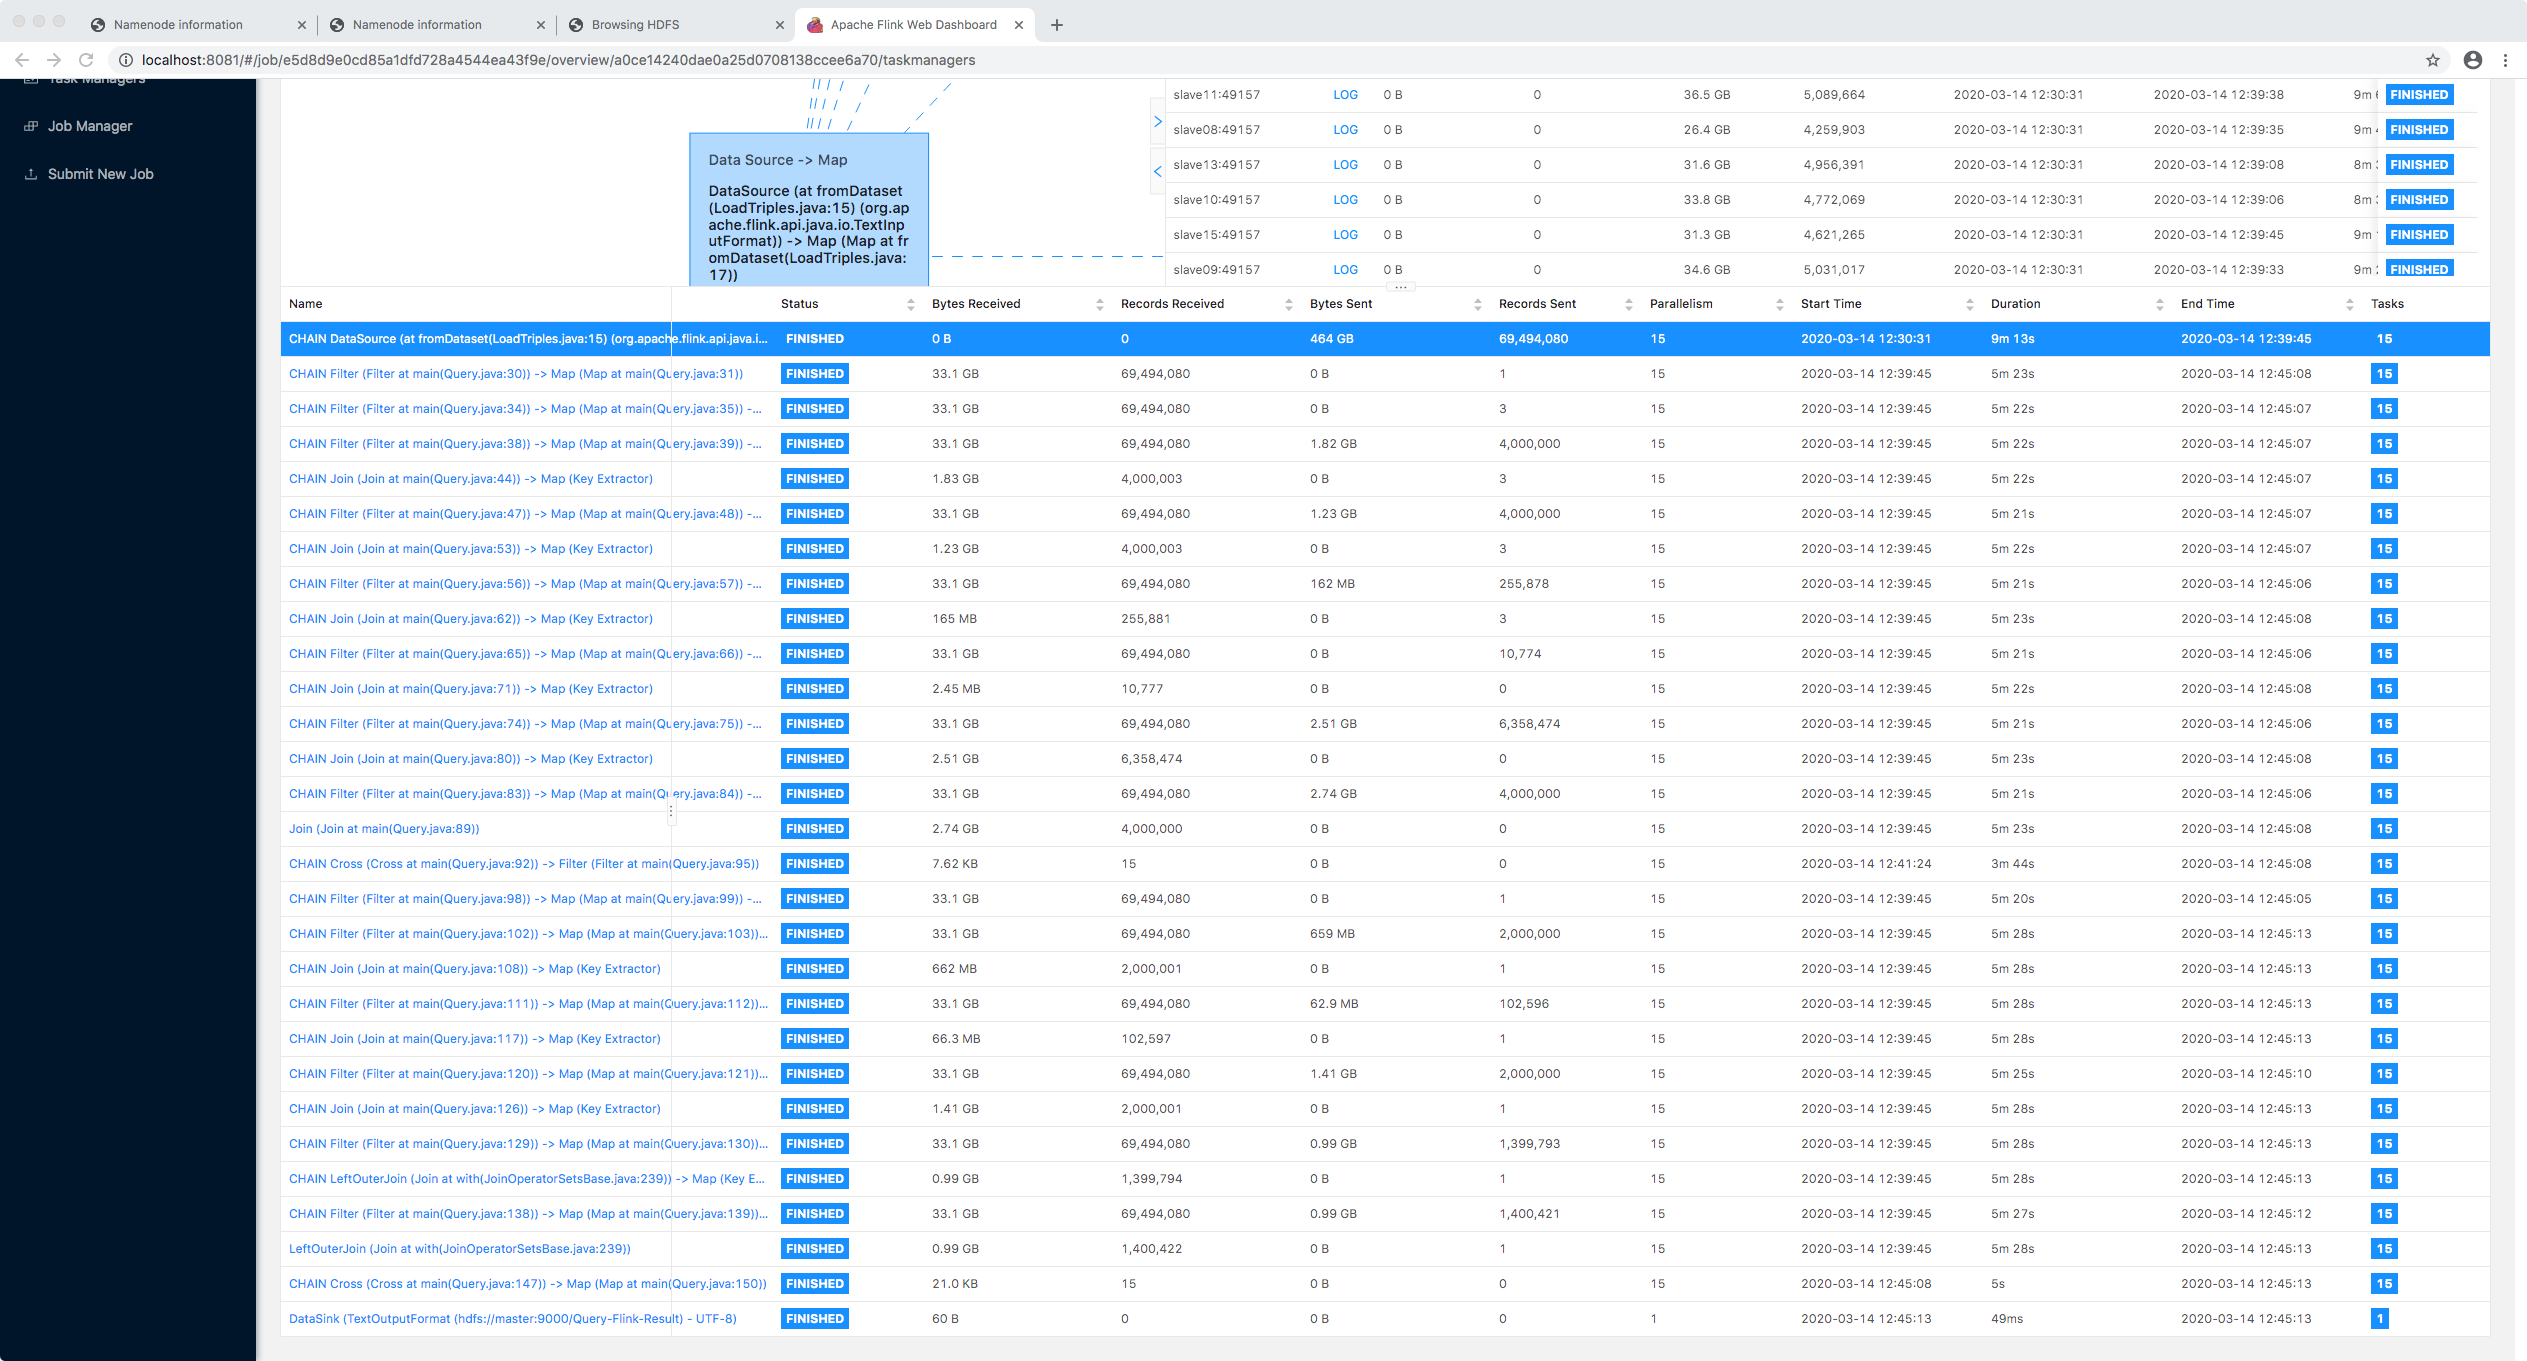 Namenode information
Namenode information
Browsing HDFS
Apache Flink Web Dashboard
localhost:8081/#/job/e5d8d9e0cd85a1dfd728a4544ea43f9e/overview/a0ce14240dae0a25d0708138ccee6a70/taskmanagers
Task Managers
Job Manager
Submit New Job
Data Source -> Map
DataSource (at fromDataset
(LoadTriples.java:15) (org.ap
ache.flink.api.java.io.TextInp
utFormat)) -> Map (Map at fr
omDataset(LoadTriples.java:
17))
slave11:49157 LOG 0 B 0 36.5 GB 5,089,664 2020-03-14 12:30:31 2020-03-14 12:39:38 9m FINISHED
slave08:49157 LOG 0 B 0 26.4 GB 4,259,903 2020-03-14 12:30:31 2020-03-14 12:39:35 9m FINISHED
slave13:49157 LOG 0 B 0 31.6 GB 4,956,391 2020-03-14 12:30:31 2020-03-14 12:39:08 8m FINISHED
slave10:49157 LOG 0 B 0 33.8 GB 4,772,069 2020-03-14 12:30:31 2020-03-14 12:39:06 8m FINISHED
slave15:49157 LOG 0 B 0 31.3 GB 4,621,265 2020-03-14 12:30:31 2020-03-14 12:39:45 9m FINISHED
slave09:49157 LOG 0 B 0 34.6 GB 5,031,017 2020-03-14 12:30:31 2020-03-14 12:39:33 9m FINISHED
Name Status Bytes Received Records Received Bytes Sent Records Sent Parallelism Start Time Duration End Time Tasks
CHAIN DataSource (at fromDataset(LoadTriples.java:15) (org.apache.flink.api.java.i... FINISHED 0 B 0 464 GB 69,494,080 15 2020-03-14 12:30:31 9m 13s 2020-03-14 12:39:45 15
CHAIN Filter (Filter at main(Query.java:30)) -> Map (Map at main(Query.java:31)) FINISHED 33.1 GB 69,494,080 0 B 1 15 2020-03-14 12:39:45 5m 23s 2020-03-14 12:45:08 15
CHAIN Filter (Filter at main(Query.java:34)) -> Map (Map at main(Query.java:35)) -... FINISHED 33.1 GB 69,494,080 0 B 3 15 2020-03-14 12:39:45 5m 22s 2020-03-14 12:45:07 15
CHAIN Filter (Filter at main(Query.java:38)) -> Map (Map at main(Query.java:39)) -... FINISHED 33.1 GB 69,494,080 1.82 GB 4,000,000 15 2020-03-14 12:39:45 5m 22s 2020-03-14 12:45:07 15
CHAIN Join (Join at main(Query.java:44)) -> Map (Key Extractor) FINISHED 1.83 GB 4,000,003 0 B 3 15 2020-03-14 12:39:45 5m 22s 2020-03-14 12:45:07 15
CHAIN Filter (Filter at main(Query.java:47)) -> Map (Map at main(Query.java:48)) -... FINISHED 33.1 GB 69,494,080 1.23 GB 4,000,000 15 2020-03-14 12:39:45 5m 21s 2020-03-14 12:45:07 15
CHAIN Join (Join at main(Query.java:53)) -> Map (Key Extractor) FINISHED 1.23 GB 4,000,003 0 B 3 15 2020-03-14 12:39:45 5m 22s 2020-03-14 12:45:07 15
CHAIN Filter (Filter at main(Query.java:56)) -> Map (Map at main(Query.java:57)) -... FINISHED 33.1 GB 69,494,080 162 MB 255,878 15 2020-03-14 12:39:45 5m 21s 2020-03-14 12:45:06 15
CHAIN Join (Join at main(Query.java:62)) -> Map (Key Extractor) FINISHED 165 MB 255,881 0 B 3 15 2020-03-14 12:39:45 5m 23s 2020-03-14 12:45:08 15
CHAIN Filter (Filter at main(Query.java:65)) -> Map (Map at main(Query.java:66)) -... FINISHED 33.1 GB 69,494,080 0 B 10,774 15 2020-03-14 12:39:45 5m 21s 2020-03-14 12:45:06 15
CHAIN Join (Join at main(Query.java:71)) -> Map (Key Extractor) FINISHED 2.45 MB 10,777 0 B 0 15 2020-03-14 12:39:45 5m 22s 2020-03-14 12:45:08 15
CHAIN Filter (Filter at main(Query.java:74)) -> Map (Map at main(Query.java:75)) -... FINISHED 33.1 GB 69,494,080 2.51 GB 6,358,474 15 2020-03-14 12:39:45 5m 21s 2020-03-14 12:45:06 15
CHAIN Join (Join at main(Query.java:80)) -> Map (Key Extractor) FINISHED 2.51 GB 6,358,474 0 B 0 15 2020-03-14 12:39:45 5m 23s 2020-03-14 12:45:08 15
CHAIN Filter (Filter at main(Query.java:83)) -> Map (Map at main(Query.java:84)) -... FINISHED 33.1 GB 69,494,080 2.74 GB 4,000,000 15 2020-03-14 12:39:45 5m 21s 2020-03-14 12:45:06 15
Join (Join at main(Query.java:89)) FINISHED 2.74 GB 4,000,000 0 B 0 15 2020-03-14 12:39:45 5m 23s 2020-03-14 12:45:08 15
CHAIN Cross (Cross at main(Query.java:92)) -> Filter (Filter at main(Query.java:95)) FINISHED 7.62 KB 15 0 B 0 15 2020-03-14 12:41:24 3m 44s 2020-03-14 12:45:08 15
CHAIN Filter (Filter at main(Query.java:98)) -> Map (Map at main(Query.java:99)) -... FINISHED 33.1 GB 69,494,080 0 B 1 15 2020-03-14 12:39:45 5m 20s 2020-03-14 12:45:05 15
CHAIN Filter (Filter at main(Query.java:102)) -> Map (Map at main(Query.java:103))... FINISHED 33.1 GB 69,494,080 659 MB 2,000,000 15 2020-03-14 12:39:45 5m 28s 2020-03-14 12:45:13 15
CHAIN Join (Join at main(Query.java:108)) -> Map (Key Extractor) FINISHED 662 MB 2,000,001 0 B 1 15 2020-03-14 12:39:45 5m 28s 2020-03-14 12:45:13 15
CHAIN Filter (Filter at main(Query.java:111)) -> Map (Map at main(Query.java:112))... FINISHED 33.1 GB 69,494,080 62.9 MB 102,596 15 2020-03-14 12:39:45 5m 28s 2020-03-14 12:45:13 15
CHAIN Join (Join at main(Query.java:117)) -> Map (Key Extractor) FINISHED 66.3 MB 102,597 0 B 1 15 2020-03-14 12:39:45 5m 28s 2020-03-14 12:45:13 15
CHAIN Filter (Filter at main(Query.java:120)) -> Map (Map at main(Query.java:121))... FINISHED 33.1 GB 69,494,080 1.41 GB 2,000,000 15 2020-03-14 12:39:45 5m 25s 2020-03-14 12:45:10 15
CHAIN Join (Join at main(Query.java:126)) -> Map (Key Extractor) FINISHED 1.41 GB 2,000,001 0 B 1 15 2020-03-14 12:39:45 5m 28s 2020-03-14 12:45:13 15
CHAIN Filter (Filter at main(Query.java:129)) -> Map (Map at main(Query.java:130))... FINISHED 33.1 GB 69,494,080 0.99 GB 1,399,793 15 2020-03-14 12:39:45 5m 28s 2020-03-14 12:45:13 15
CHAIN LeftOuterJoin (Join at with(JoinOperatorSetsBase.java:239)) -> Map (Key E... FINISHED 0.99 GB 1,399,794 0 B 1 15 2020-03-14 12:39:45 5m 28s 2020-03-14 12:45:13 15
CHAIN Filter (Filter at main(Query.java:138)) -> Map (Map at main(Query.java:139))... FINISHED 33.1 GB 69,494,080 0.99 GB 1,400,421 15 2020-03-14 12:39:45 5m 27s 2020-03-14 12:45:12 15
LeftOuterJoin (Join at with(JoinOperatorSetsBase.java:239)) FINISHED 0.99 GB 1,400,422 0 B 1 15 2020-03-14 12:39:45 5m 28s 2020-03-14 12:45:13 15
CHAIN Cross (Cross at main(Query.java:147)) -> Map (Map at main(Query.java:150)) FINISHED 21.0 KB 15 0 B 0 15 2020-03-14 12:45:08 5s 2020-03-14 12:45:13 15
DataSink (TextOutputFormat (hdfs://master:9000/Query-Flink-Result) - UTF-8) FINISHED 60 B 0 0 B 0 1 2020-03-14 12:45:13 49ms 2020-03-14 12:45:13 1